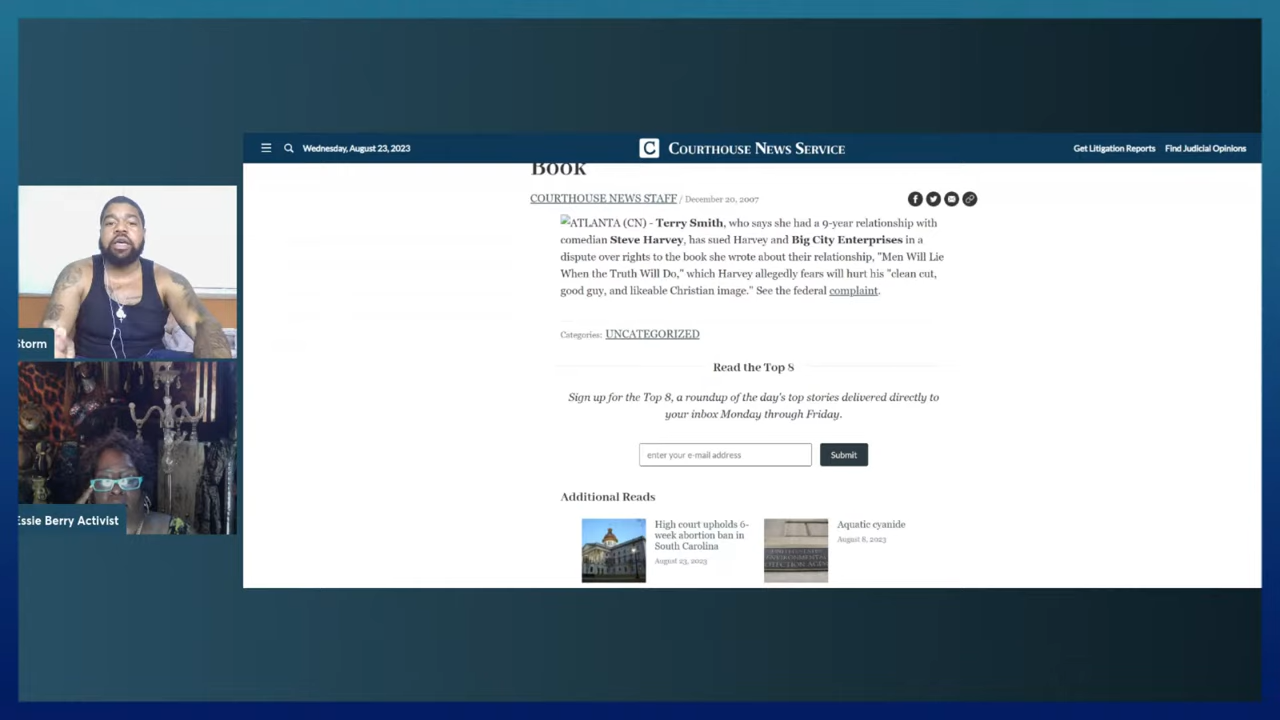 Wednesday, August 23, 2023
C COURTHOUSE NEWS SERVICE
Get Litigation Reports Find Judicial Opinions
Book
COURTHOUSE NEWS STAFF / December 20, 2007
ATLANTA (CN) - Terry Smith, who says she had a 9-year relationship with
comedian Steve Harvey, has sued Harvey and Big City Enterprises in a
dispute over rights to the book she wrote about their relationship, "Men Will Lie
When the Truth Will Do," which Harvey allegedly fears will hurt his "clean cut,
good guy, and likeable Christian image." See the federal complaint.
Categories: UNCATEGORIZED
Read the Top 8
Sign up for the Top 8, a roundup of the day's top stories delivered directly to
your inbox Monday through Friday.
enter your e-mail address Submit
Additional Reads
High court upholds 6-
week abortion ban in
South Carolina
August 23, 2023
Aquatic cyanide
August 8, 2023
Storm
Essie Berry Activist